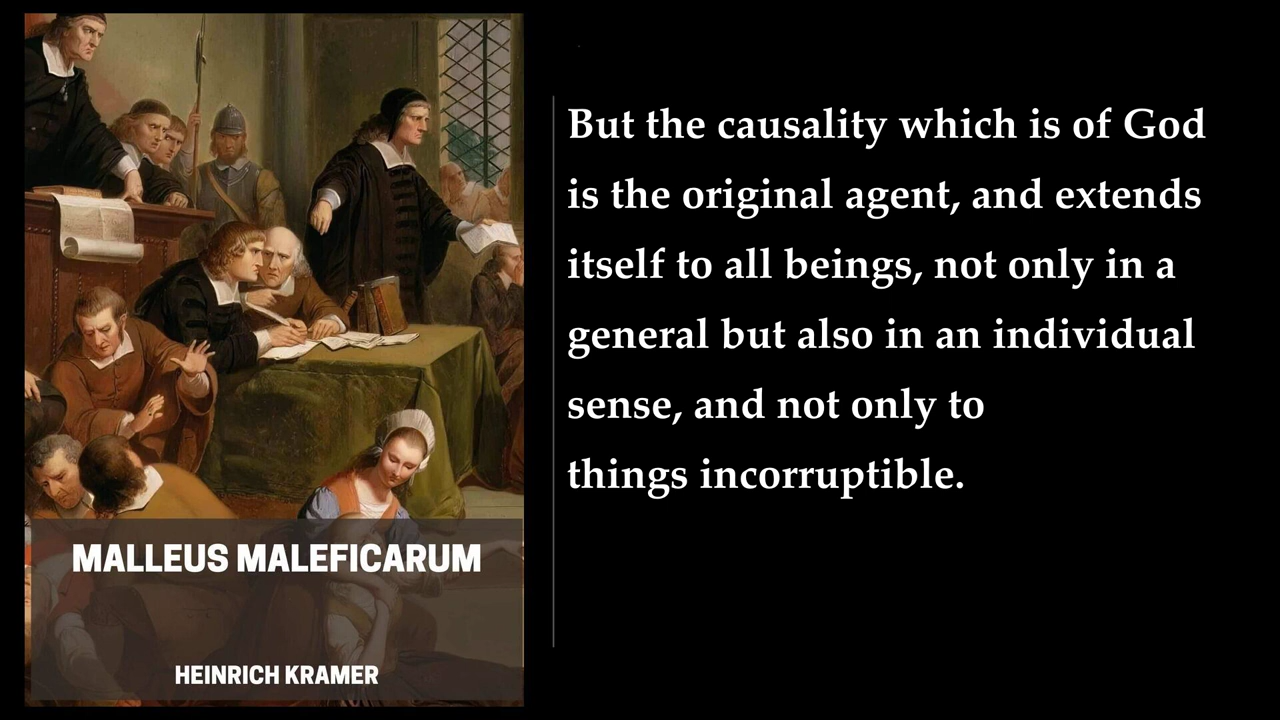 MALLEUS MALEFICARUM
HEINRICH KRAMER
But the causality which is of God
is the original agent, and extends
itself to all beings, not only in a
general but also in an individual
sense, and not only to
things incorruptible.